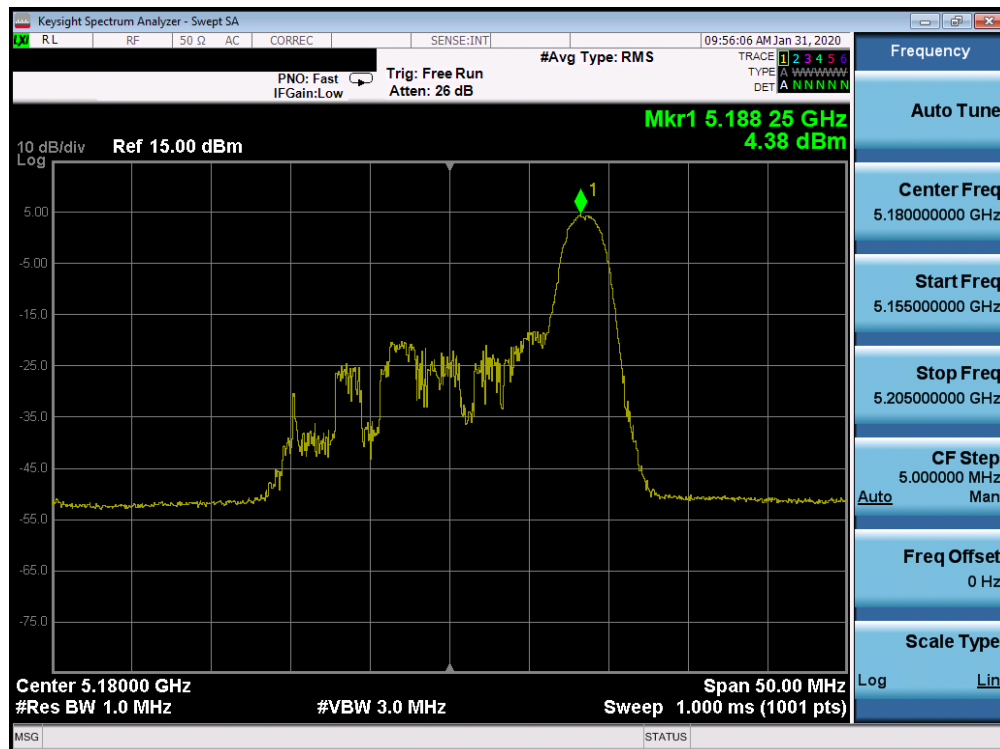 Keysight Spectrum Analyzer - Swept SA
LXI RL RF 50 Ω AC CORREC SENSE:INT 09:56:06 AM Jan 31, 2020
PNO: Fast
IFGain:Low
Trig: Free Run
Atten: 26 dB
#Avg Type: RMS
TRACE 1 2 3 4 5 6
TYPE A WWWWW
DET A N N N N N
Mkr1 5.188 25 GHz
4.38 dBm
10 dB/div Ref 15.00 dBm
Log
1
5.00
-5.00
-15.0
-25.0
-35.0
-45.0
-55.0
-65.0
-75.0
Center 5.18000 GHz Span 50.00 MHz
#Res BW 1.0 MHz #VBW 3.0 MHz Sweep 1.000 ms (1001 pts)
MSG STATUS
Frequency
Auto Tune
Center Freq
5.180000000 GHz
Start Freq
5.155000000 GHz
Stop Freq
5.205000000 GHz
CF Step
5.000000 MHz
Auto Man
Freq Offset
0 Hz
Scale Type
Log Lin